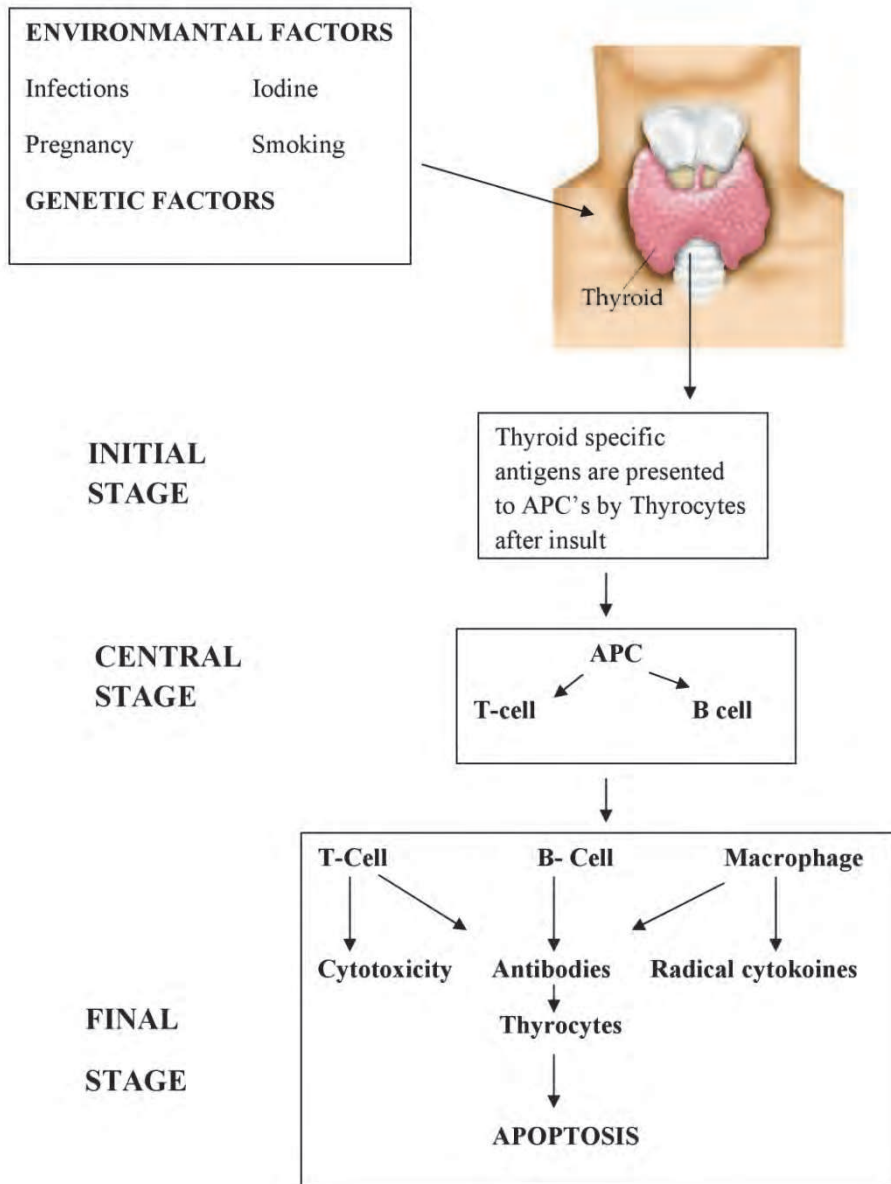 ENVIRONMANTAL FACTORS
Infections Iodine
Pregnancy Smoking
GENETIC FACTORS
Thyroid
INITIAL
STAGE
Thyroid specific
antigens are presented
to APC’s by Thyrocytes
after insult
CENTRAL
STAGE
APC
T-cell B cell
T-Cell B- Cell Macrophage
Cytotoxicity Antibodies Radical cytokoines
Thyrocytes
FINAL
STAGE
APOPTOSIS